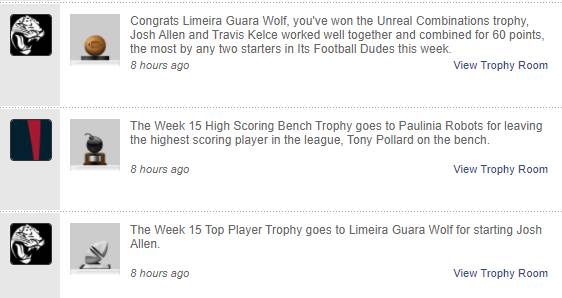 Congrats Limeira Guara Wolf, you've won the Unreal Combinations trophy,
Josh Allen and Travis Kelce worked well together and combined for 60 points,
the most by any two starters in Its Football Dudes this week.
8 hours ago View Trophy Room
The Week 15 High Scoring Bench Trophy goes to Paulinia Robots for leaving
the highest scoring player in the league, Tony Pollard on the bench.
8 hours ago View Trophy Room
The Week 15 Top Player Trophy goes to Limeira Guara Wolf for starting Josh
Allen.
8 hours ago View Trophy Room